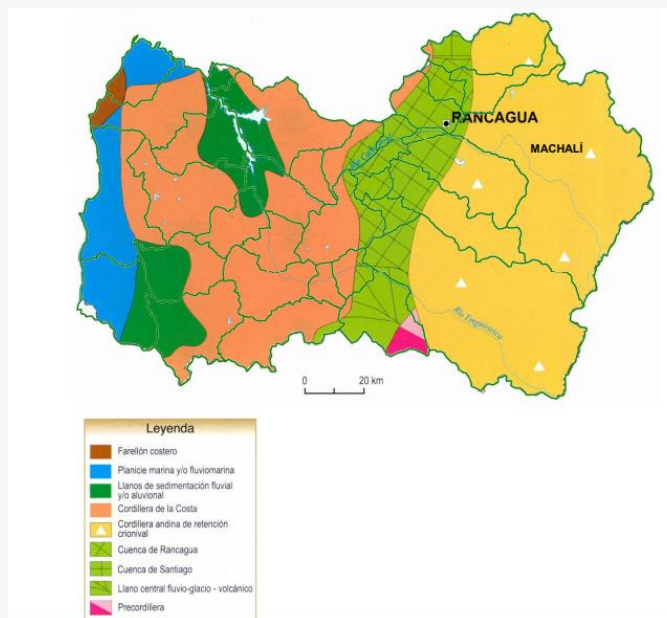 RANCAGUA
MACHALÍ
Río Cachapoal
Río Tinguiririca
0 20 km
Leyenda
Farellón costero
Planicie marina y/o fluviomarina
Llanos de sedimentación fluvial
y/o aluvional
Cordillera de la Costa
Cordillera andina de retención
crionival
Cuenca de Rancagua
Cuenca de Santiago
Llano central fluvio-glacio - volcánico
Precordillera